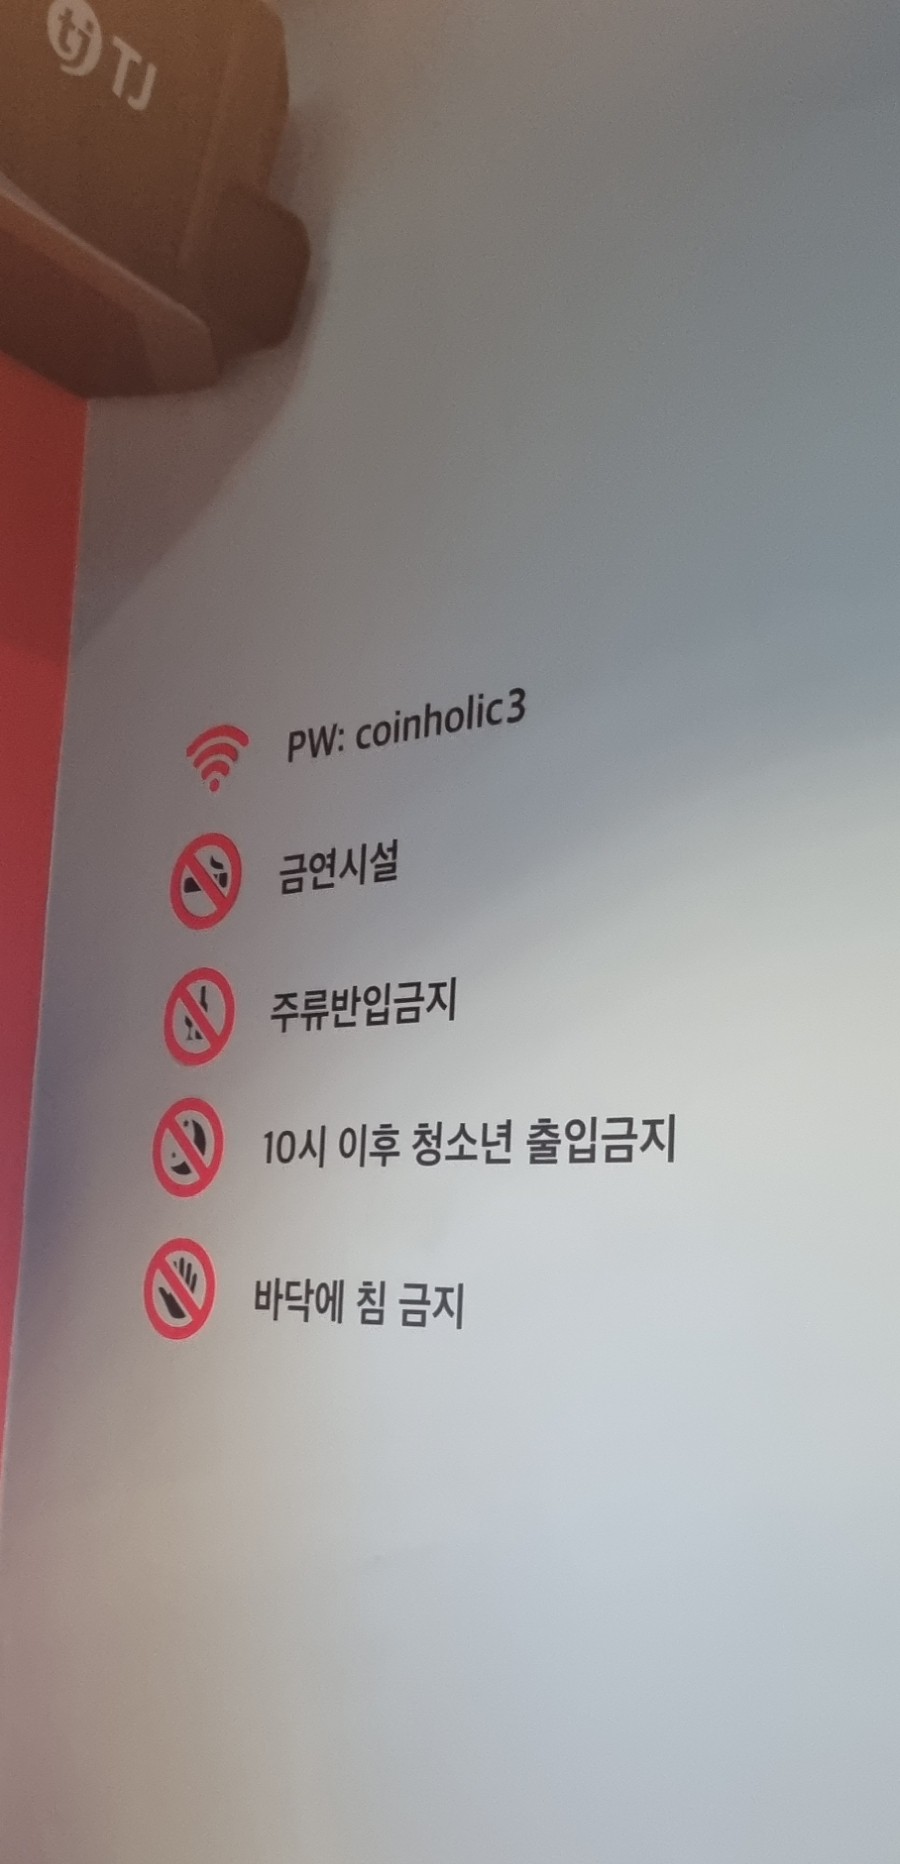 tj TJ
PW: coinholic3
금연시설
주류반입금지
10시 이후 청소년 출입금지
바닥에 침 금지